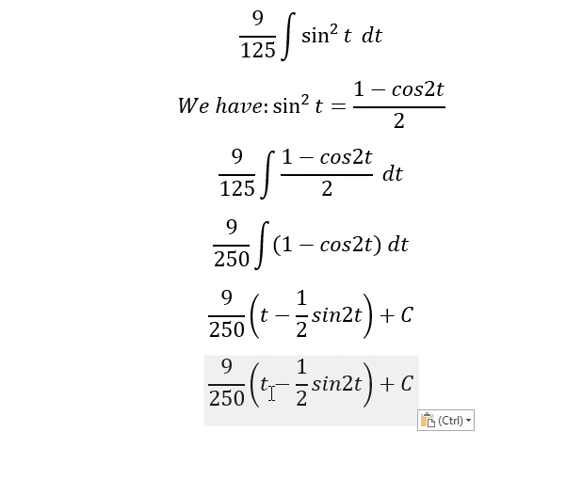 9/125 ∫ sin² t dt
We have: sin² t = (1 − cos2t)/2
9/125 ∫ (1 − cos2t)/2 dt
9/250 ∫ (1 − cos2t) dt
9/250 (t − 1/2 sin2t) + C
9/250 (t − 1/2 sin2t) + C
(Ctrl)